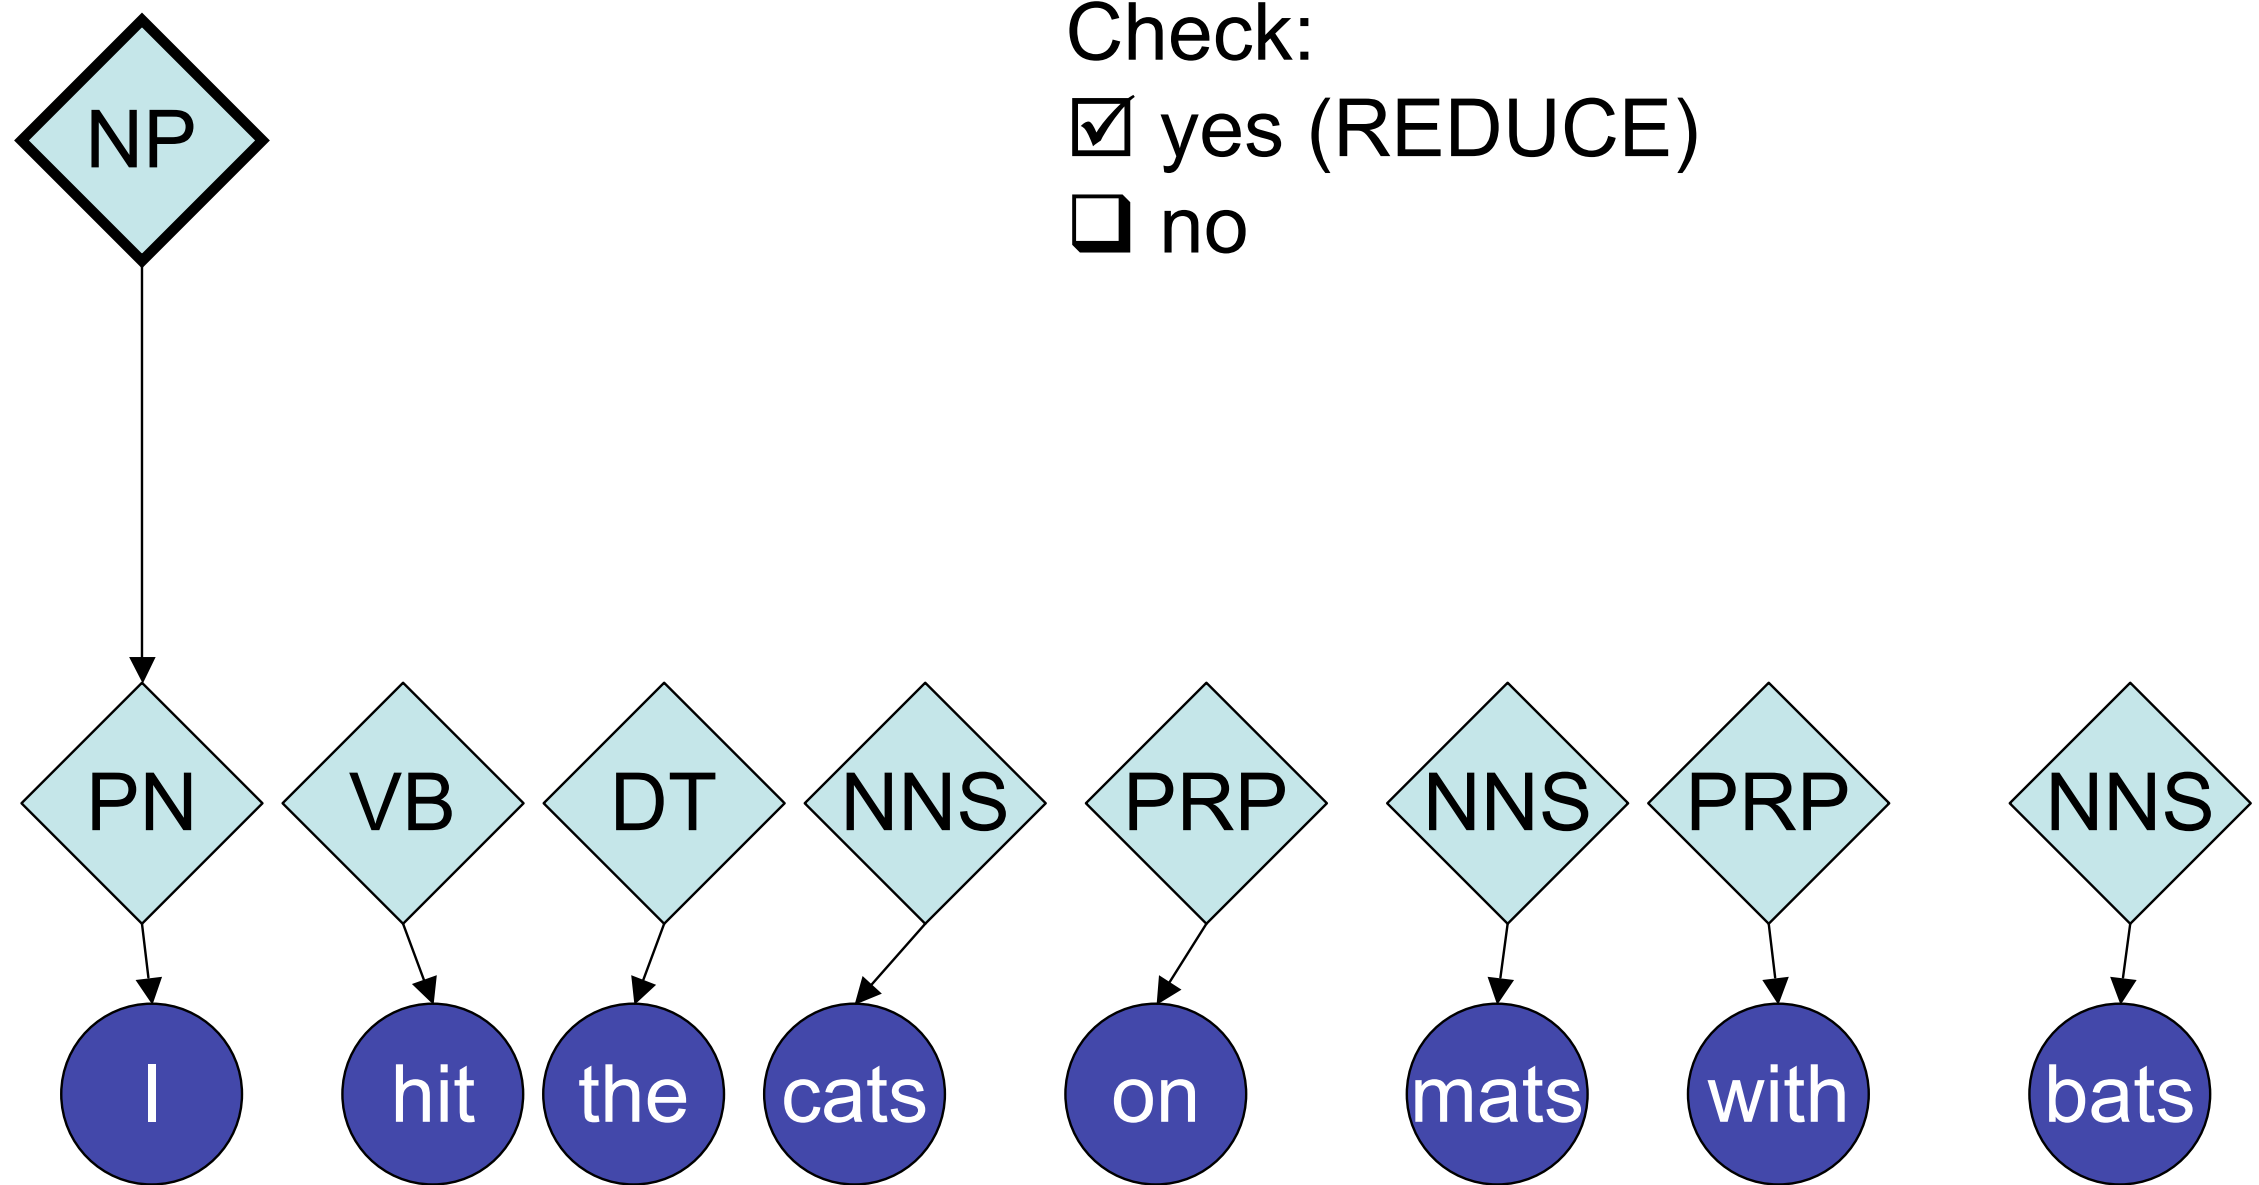 Check:
☑ yes (REDUCE)
❑ no
NP
PN VB DT NNS PRP NNS PRP NNS
I hit the cats on mats with bats